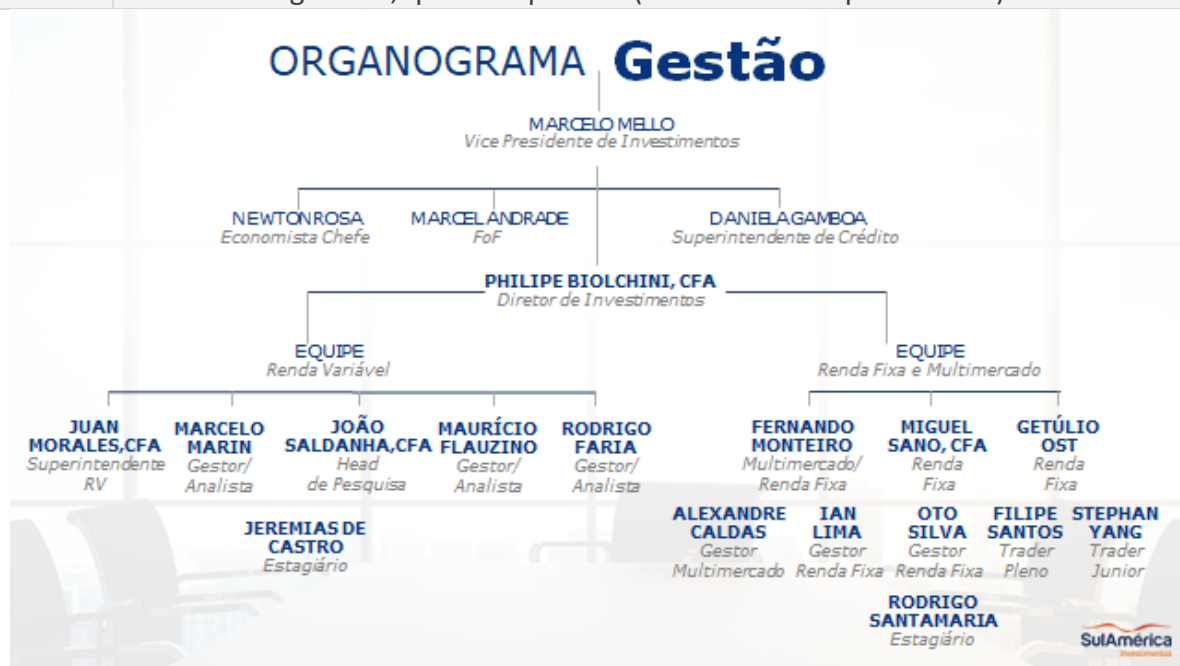 ORGANOGRAMA Gestão
MARCELO MELLO
Vice Presidente de Investimentos
NEWTON ROSA
Economista Chefe
MARCEL ANDRADE
FoF
DANIELA GAMBOA
Superintendente de Crédito
PHILIPE BIOLCHINI, CFA
Diretor de Investimentos
EQUIPE
Renda Variável
EQUIPE
Renda Fixa e Multimercado
JUAN
MORALES,CFA
Superintendente
RV
MARCELO
MARIN
Gestor/
Analista
JOÃO
SALDANHA,CFA
Head
de Pesquisa
MAURÍCIO
FLAUZINO
Gestor/
Analista
RODRIGO
FARIA
Gestor/
Analista
JEREMIAS DE
CASTRO
Estagiário
FERNANDO
MONTEIRO
Multimercado/
Renda Fixa
MIGUEL
SANO, CFA
Renda
Fixa
GETÚLIO
OST
Renda
Fixa
ALEXANDRE
CALDAS
Gestor
Multimercado
IAN
LIMA
Gestor
Renda Fixa
OTO
SILVA
Gestor
Renda Fixa
FILIPE
SANTOS
Trader
Pleno
STEPHAN
YANG
Trader
Junior
RODRIGO
SANTAMARIA
Estagiário
SulAmérica
Investimentos